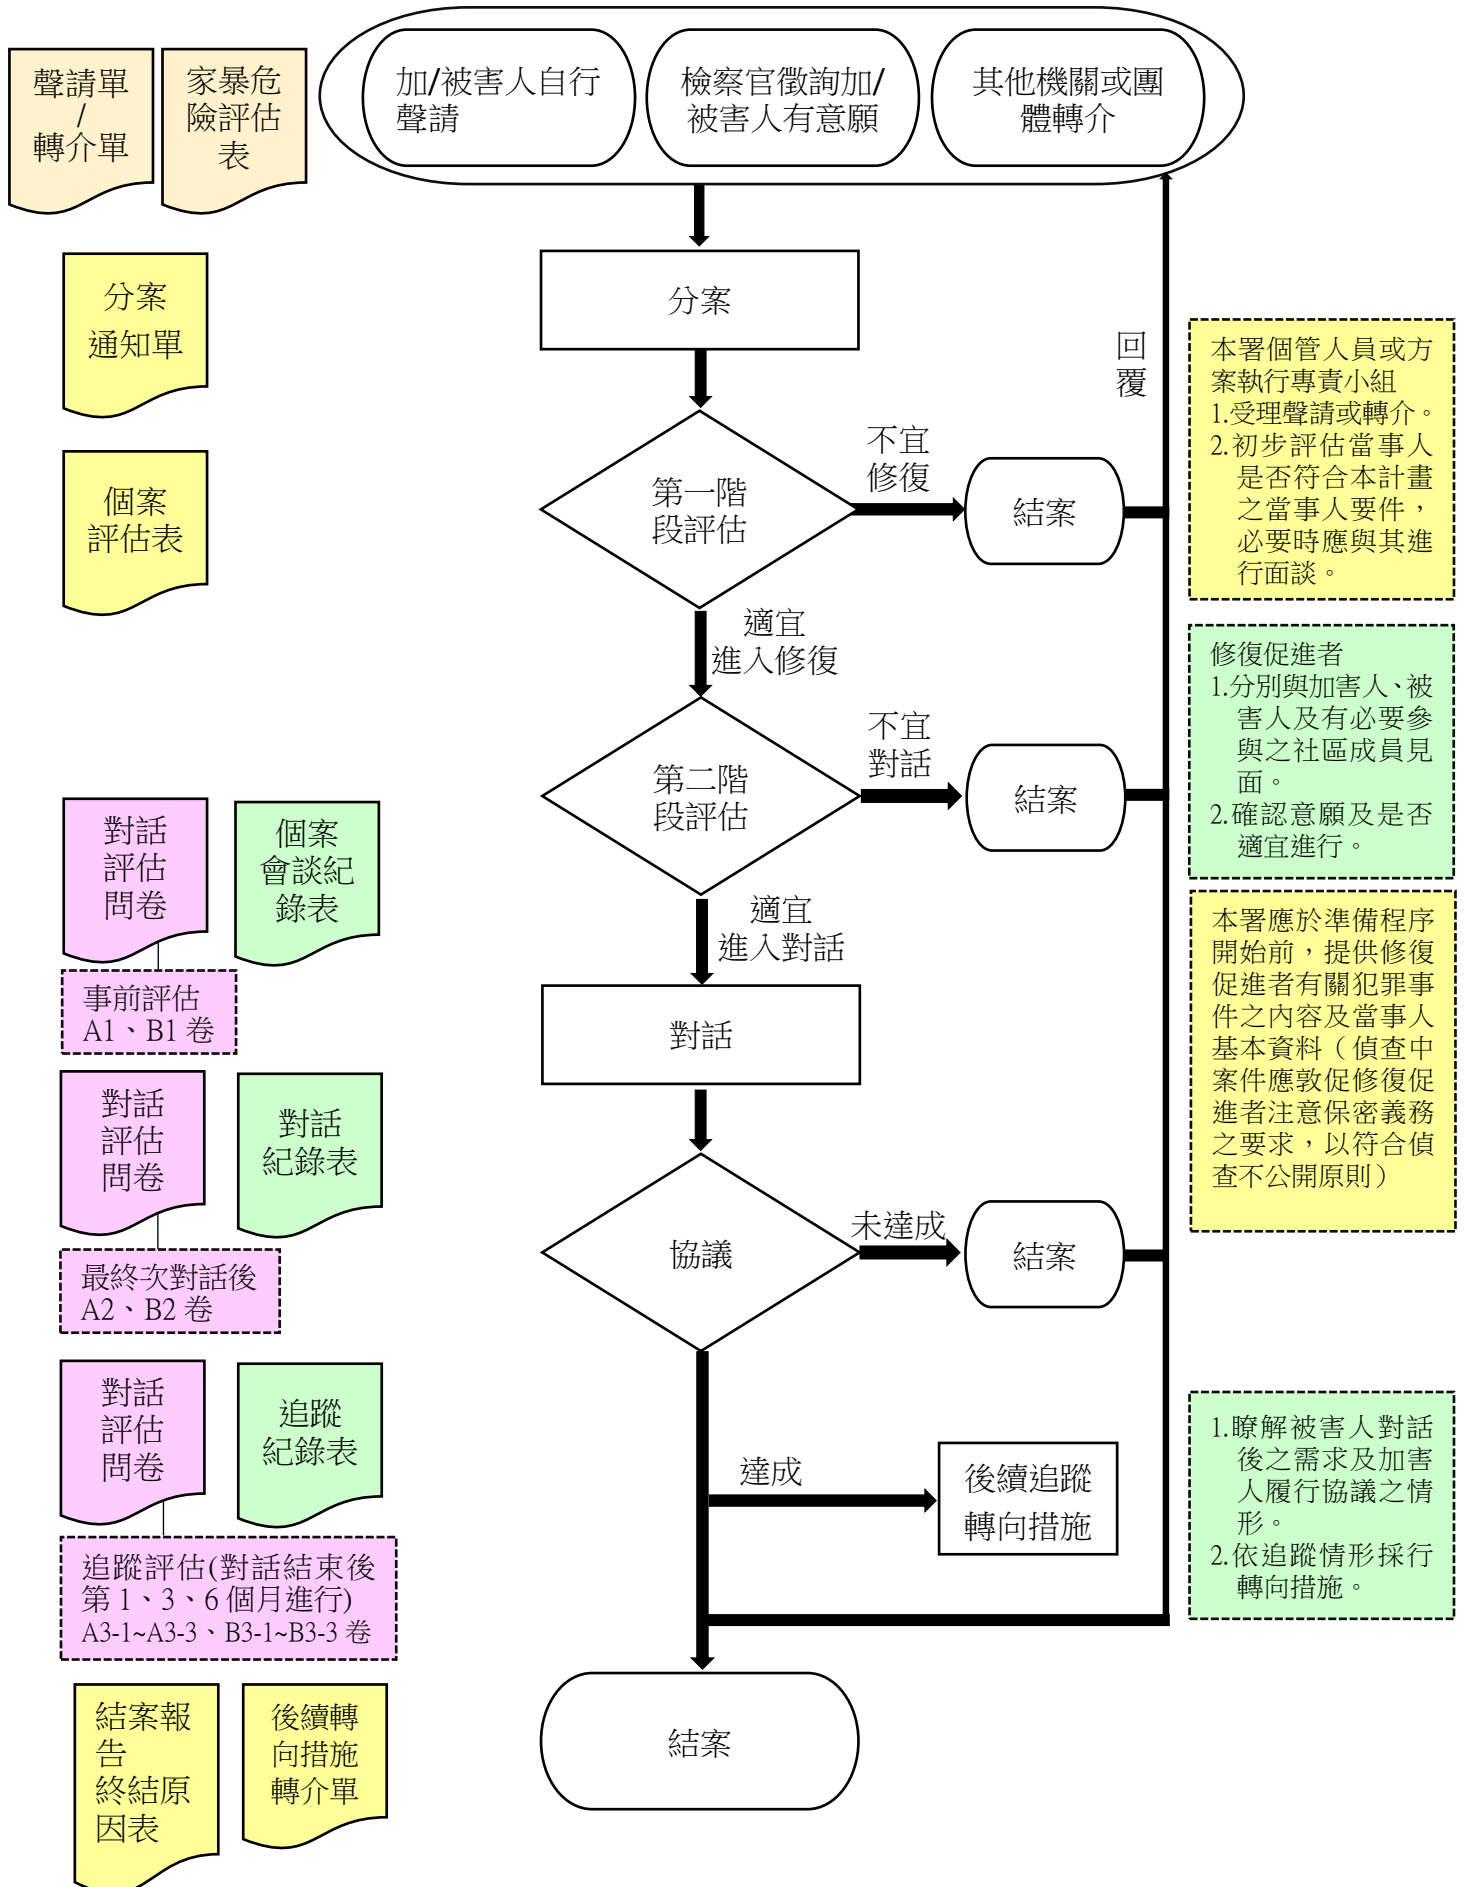 聲請單
/
轉介單
家暴危
險評估
表
加/被害人自行
聲請
檢察官徵詢加/
被害人有意願
其他機關或團
體轉介
分案
通知單
分案
回
覆
本署個管人員或方
案執行專責小組
1.受理聲請或轉介。
2.初步評估當事人
是否符合本計畫
之當事人要件，
必要時應與其進
行面談。
個案
評估表
第一階
段評估
不宜
修復
結案
適宜
進入修復
修復促進者
1.分別與加害人、被
害人及有必要參
與之社區成員見
面。
2.確認意願及是否
適宜進行。
第二階
段評估
不宜
對話
結案
對話
評估
問卷
個案
會談紀
錄表
適宜
進入對話
事前評估
A1、B1 卷
本署應於準備程序
開始前，提供修復
促進者有關犯罪事
件之內容及當事人
基本資料（偵查中
案件應敦促修復促
進者注意保密義務
之要求，以符合偵
查不公開原則）
對話
對話
評估
問卷
對話
紀錄表
最終次對話後
A2、B2 卷
協議
未達成
結案
對話
評估
問卷
追蹤
紀錄表
達成
後續追蹤
轉向措施
1.瞭解被害人對話
後之需求及加害
人履行協議之情
形。
2.依追蹤情形採行
轉向措施。
追蹤評估(對話結束後
第 1、3、6 個月進行)
A3-1~A3-3、B3-1~B3-3 卷
結案報
告
終結原
因表
後續轉
向措施
轉介單
結案